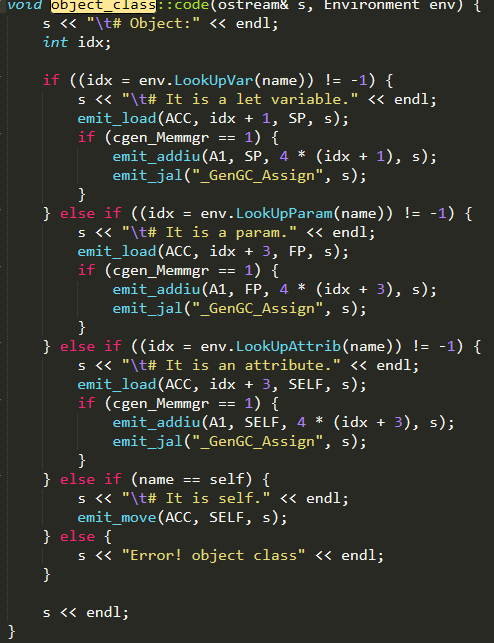 void object_class::code(ostream& s, Environment env) {
    s << "\t# Object:" << endl;
    int idx;

    if ((idx = env.LookUpVar(name)) != -1) {
        s << "\t# It is a let variable." << endl;
        emit_load(ACC, idx + 1, SP, s);
        if (cgen_Memmgr == 1) {
            emit_addiu(A1, SP, 4 * (idx + 1), s);
            emit_jal("_GenGC_Assign", s);
        }
    } else if ((idx = env.LookUpParam(name)) != -1) {
        s << "\t# It is a param." << endl;
        emit_load(ACC, idx + 3, FP, s);
        if (cgen_Memmgr == 1) {
            emit_addiu(A1, FP, 4 * (idx + 3), s);
            emit_jal("_GenGC_Assign", s);
        }
    } else if ((idx = env.LookUpAttrib(name)) != -1) {
        s << "\t# It is an attribute." << endl;
        emit_load(ACC, idx + 3, SELF, s);
        if (cgen_Memmgr == 1) {
            emit_addiu(A1, SELF, 4 * (idx + 3), s);
            emit_jal("_GenGC_Assign", s);
        }
    } else if (name == self) {
        s << "\t# It is self." << endl;
        emit_move(ACC, SELF, s);
    } else {
        s << "Error! object class" << endl;
    }

    s << endl;
}